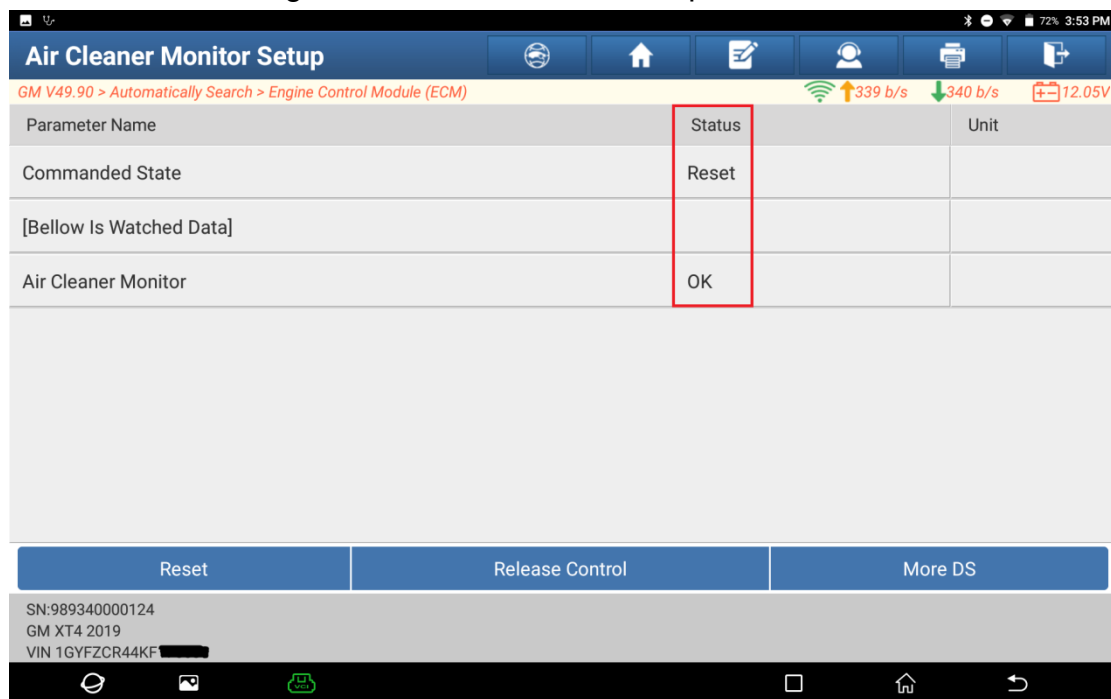 72% 3:53 PM
Air Cleaner Monitor Setup
GM V49.90 > Automatically Search > Engine Control Module (ECM) 339 b/s 340 b/s 12.05V
Parameter Name Status Unit
Commanded State Reset
[Bellow Is Watched Data]
Air Cleaner Monitor OK
Reset Release Control More DS
SN:989340000124
GM XT4 2019
VIN 1GYFZCR44KF
VCI